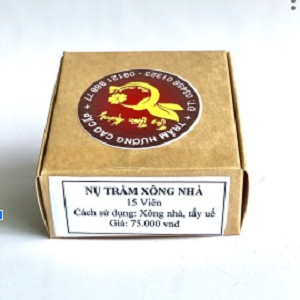 TRẦM HƯƠNG CAO CẤP
NỤ TRẦM XÔNG NHÀ
15 Viên
Cách sử dụng: Xông nhà, tẩy uế
Giá: 75.000 vnđ